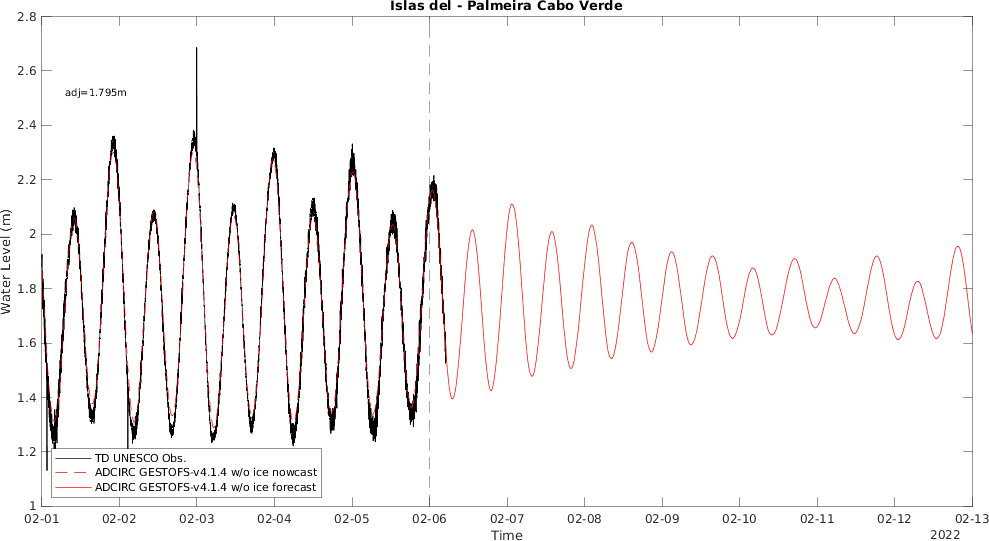 Islas del - Palmeira Cabo Verde
2.8
2.6
adj=1.795m
2.4
2.2
2
1.8
1.6
1.4
1.2
1
Water Level (m)
TD UNESCO Obs.
ADCIRC GESTOFS-v4.1.4 w/o ice nowcast
ADCIRC GESTOFS-v4.1.4 w/o ice forecast
02-01 02-02 02-03 02-04 02-05 02-06 02-07 02-08 02-09 02-10 02-11 02-12 02-13
Time
2022